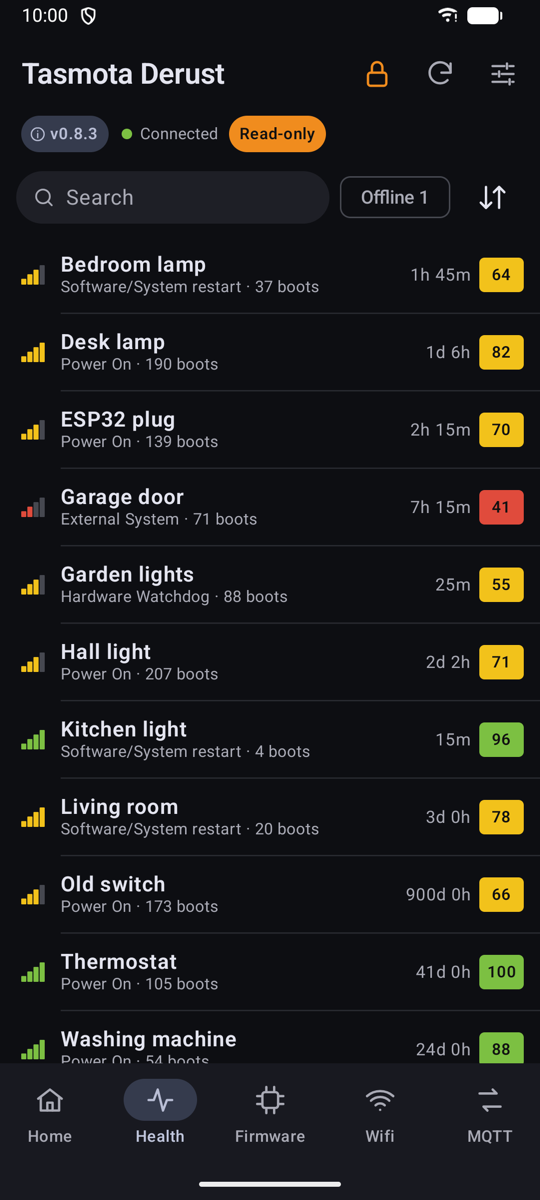 10:00
Tasmota Derust
v0.8.3
Connected
Read-only
Search
Offline 1
Bedroom lamp
1h 45m
64
Software/System restart · 37 boots
Desk lamp
1d 6h
82
Power On · 190 boots
ESP32 plug
2h 15m
70
Power On · 139 boots
Garage door
7h 15m
41
External System · 71 boots
Garden lights
25m
55
Hardware Watchdog · 88 boots
Hall light
2d 2h
71
Power On · 207 boots
Kitchen light
15m
96
Software/System restart · 4 boots
Living room
3d 0h
78
Software/System restart · 20 boots
Old switch
900d 0h
66
Power On · 173 boots
Thermostat
41d 0h
100
Power On · 105 boots
Washing machine
24d 0h
88
Power On · 54 boots
Home
Health
Firmware
Wifi
MQTT